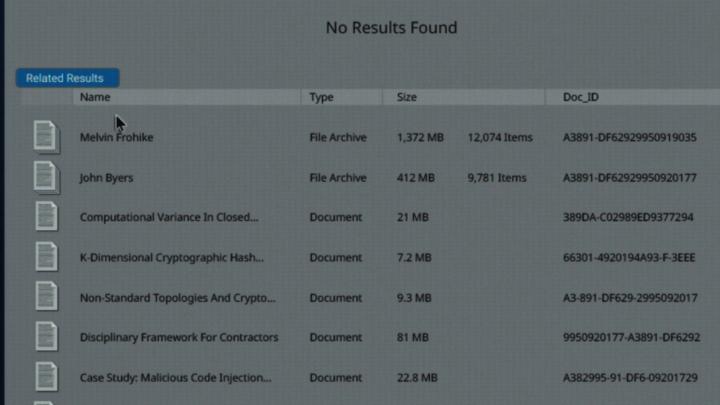 No Results Found
Related Results
Name Type Size Doc_ID
Melvin Frohike File Archive 1,372 MB 12,074 Items A3891-DF62929950919035
John Byers File Archive 412 MB 9,781 Items A3891-DF62929950920177
Computational Variance In Closed... Document 21 MB 389DA-C02989ED9377294
K-Dimensional Cryptographic Hash... Document 7.2 MB 66301-4920194A93-F-3EEE
Non-Standard Topologies And Crypto... Document 9.3 MB A3-891-DF629-2995092017
Disciplinary Framework For Contractors Document 81 MB 9950920177-A3891-DF6292
Case Study: Malicious Code Injection... Document 22.8 MB A382995-91-DF6-09201729